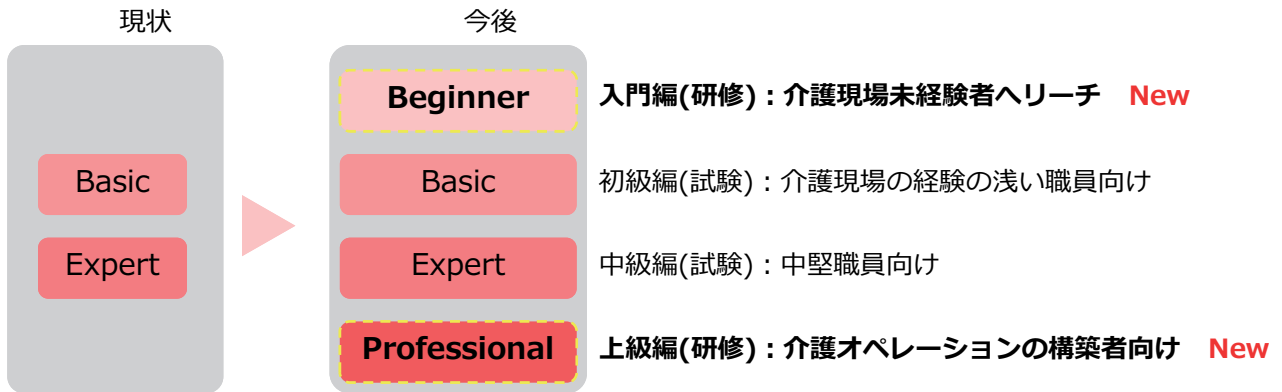 現状
今後
Basic
Expert
Beginner 入門編(研修):介護現場未経験者へリーチ New
Basic 初級編(試験):介護現場の経験の浅い職員向け
Expert 中級編(試験):中堅職員向け
Professional 上級編(研修):介護オペレーションの構築者向け New